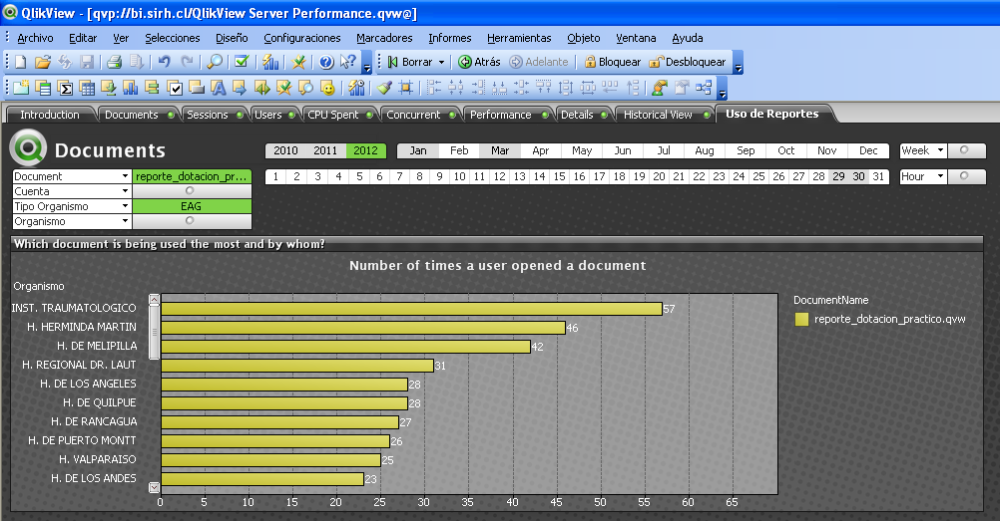 QlikView - [qvp://bi.sirh.cl/QlikView Server Performance.qvw@]
Archivo Editar Ver Selecciones Diseño Configuraciones Marcadores Informes Herramientas Objeto Ventana Ayuda
Borrar Atrás Adelante Bloquear Desbloquear
Introduction Documents Sessions Users CPU Spent Concurrent Performance Details Historical View Uso de Reportes
Documents
2010 2011 2012 Jan Feb Mar Apr May Jun Jul Aug Sep Oct Nov Dec Week
Document reporte_dotacion_pr... 1 2 3 4 5 6 7 8 9 10 11 12 13 14 15 16 17 18 19 20 21 22 23 24 25 26 27 28 29 30 31 Hour
Cuenta
Tipo Organismo EAG
Organismo
Which document is being used the most and by whom?
Number of times a user opened a document
Organismo
DocumentName
reporte_dotacion_practico.qvw
INST. TRAUMATOLOGICO 57
H. HERMINDA MARTIN 46
H. DE MELIPILLA 42
H. REGIONAL DR. LAUT 31
H. DE LOS ANGELES 28
H. DE QUILPUE 28
H. DE RANCAGUA 27
H. DE PUERTO MONTT 26
H. VALPARAISO 25
H. DE LOS ANDES 23
0 5 10 15 20 25 30 35 40 45 50 55 60 65